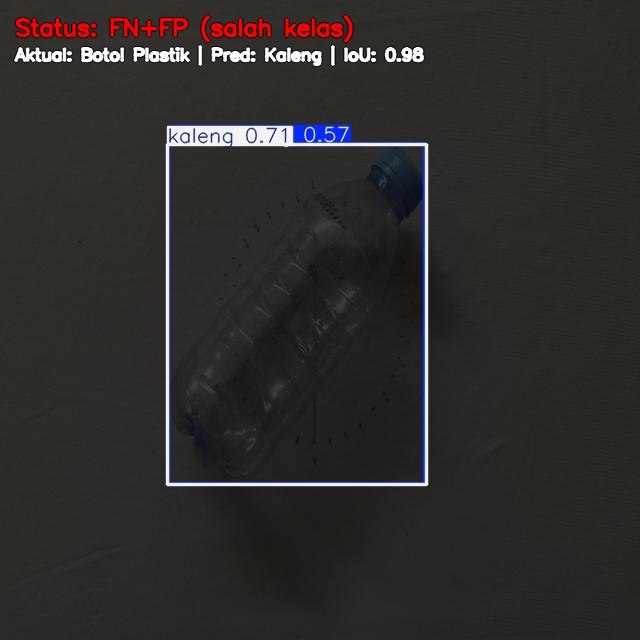 Status: FN+FP (salah kelas)
Aktual: Botol Plastik | Pred: Kaleng | IoU: 0.98
kaleng 0.71 0.57